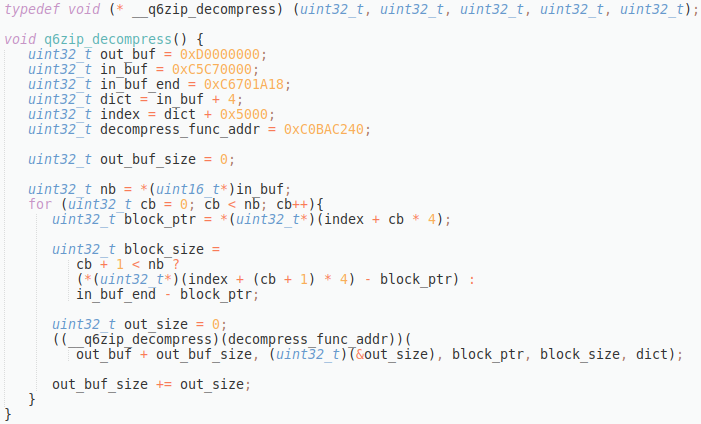 typedef void (* __q6zip_decompress) (uint32_t, uint32_t, uint32_t, uint32_t, uint32_t);

void q6zip_decompress() {
   uint32_t out_buf = 0xD0000000;
   uint32_t in_buf = 0xC5C70000;
   uint32_t in_buf_end = 0xC6701A18;
   uint32_t dict = in_buf + 4;
   uint32_t index = dict + 0x5000;
   uint32_t decompress_func_addr = 0xC0BAC240;

   uint32_t out_buf_size = 0;

   uint32_t nb = *(uint16_t*)in_buf;
   for (uint32_t cb = 0; cb < nb; cb++){
      uint32_t block_ptr = *(uint32_t*)(index + cb * 4);

      uint32_t block_size =
         cb + 1 < nb ?
         (*(uint32_t*)(index + (cb + 1) * 4) - block_ptr) :
         in_buf_end - block_ptr;

      uint32_t out_size = 0;
      ((__q6zip_decompress)(decompress_func_addr))(
         out_buf + out_buf_size, (uint32_t)(&out_size), block_ptr, block_size, dict);

      out_buf_size += out_size;
   }
}